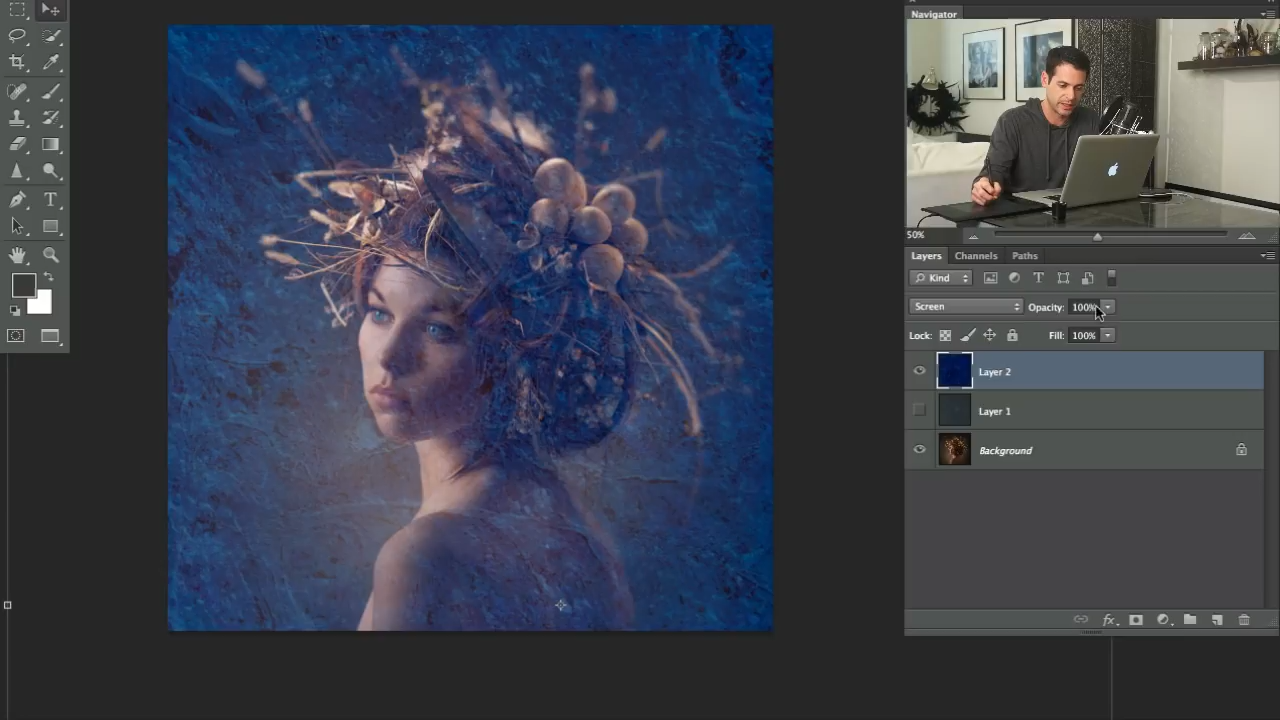 Navigator
50%
Layers Channels Paths
Kind
Screen Opacity: 100%
Lock: Fill: 100%
Layer 2
Layer 1
Background